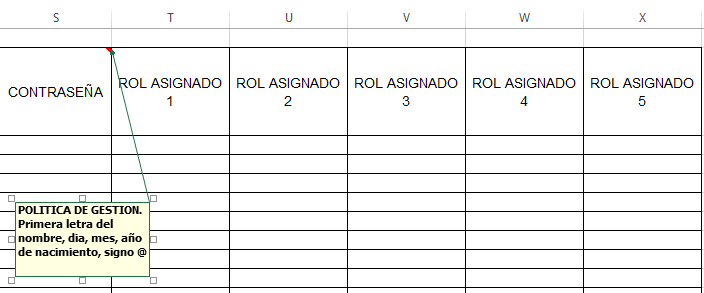 S T U V W X
CONTRASEÑA
ROL ASIGNADO
1
ROL ASIGNADO
2
ROL ASIGNADO
3
ROL ASIGNADO
4
ROL ASIGNADO
5
POLITICA DE GESTION.
Primera letra del
nombre, dia, mes, año
de nacimiento, signo @